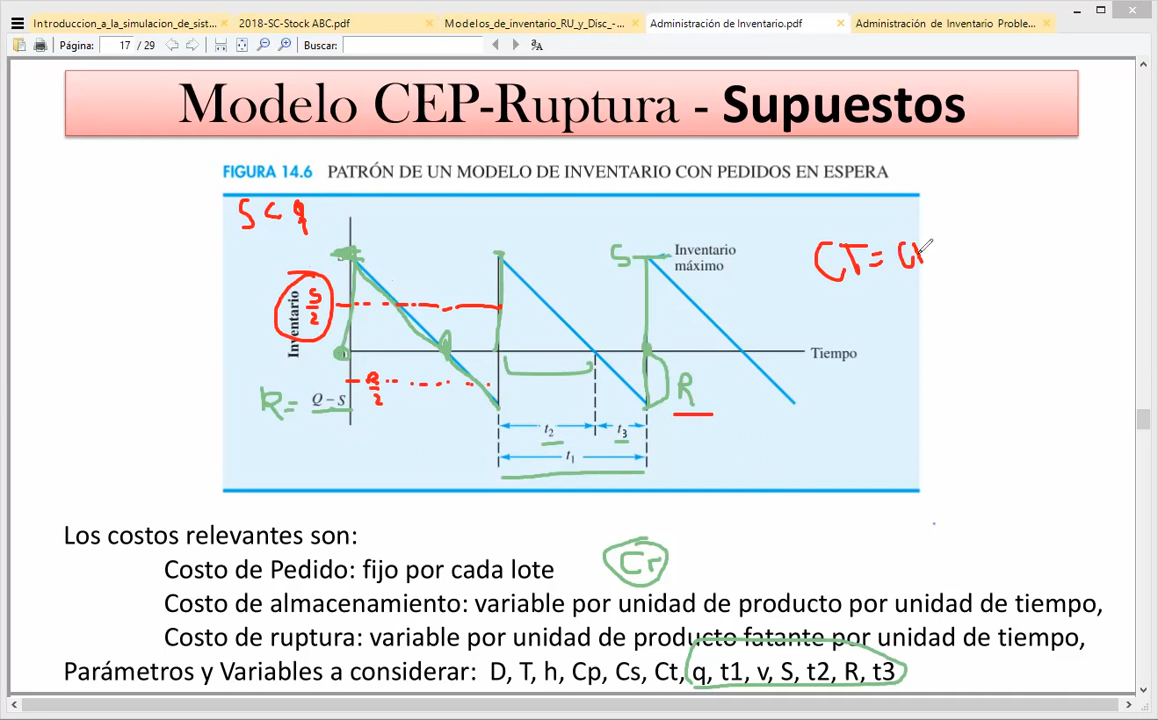 Introduccion_a_la_simulacion_de_sist...
2018-SC-Stock ABC.pdf
Modelos_de_inventario_RU_y_Disc_-...
Administración de Inventario.pdf
Administración de Inventario Proble...
Página: 17 / 29 Buscar:
Modelo CEP-Ruptura - Supuestos
FIGURA 14.6 PATRÓN DE UN MODELO DE INVENTARIO CON PEDIDOS EN ESPERA
S < q
S
Inventario máximo
CT =
S/2
Inventario
Tiempo
R/2
R = Q – S
R
t2
t3
t1
Los costos relevantes son:
Cr
Costo de Pedido: fijo por cada lote
Costo de almacenamiento: variable por unidad de producto por unidad de tiempo,
Costo de ruptura: variable por unidad de producto fatante por unidad de tiempo,
Parámetros y Variables a considerar: D, T, h, Cp, Cs, Ct, q, t1, v, S, t2, R, t3